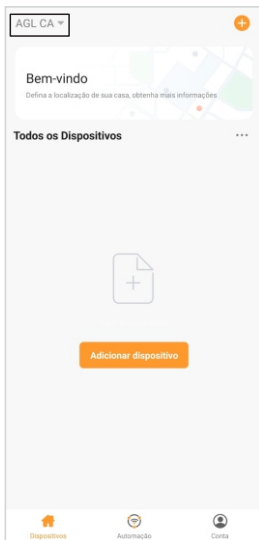 AGL CA
Bem-vindo
Defina a localização de sua casa, obtenha mais informações
Todos os Dispositivos
Adicionar dispositivo
Dispositivos
Automação
Conta